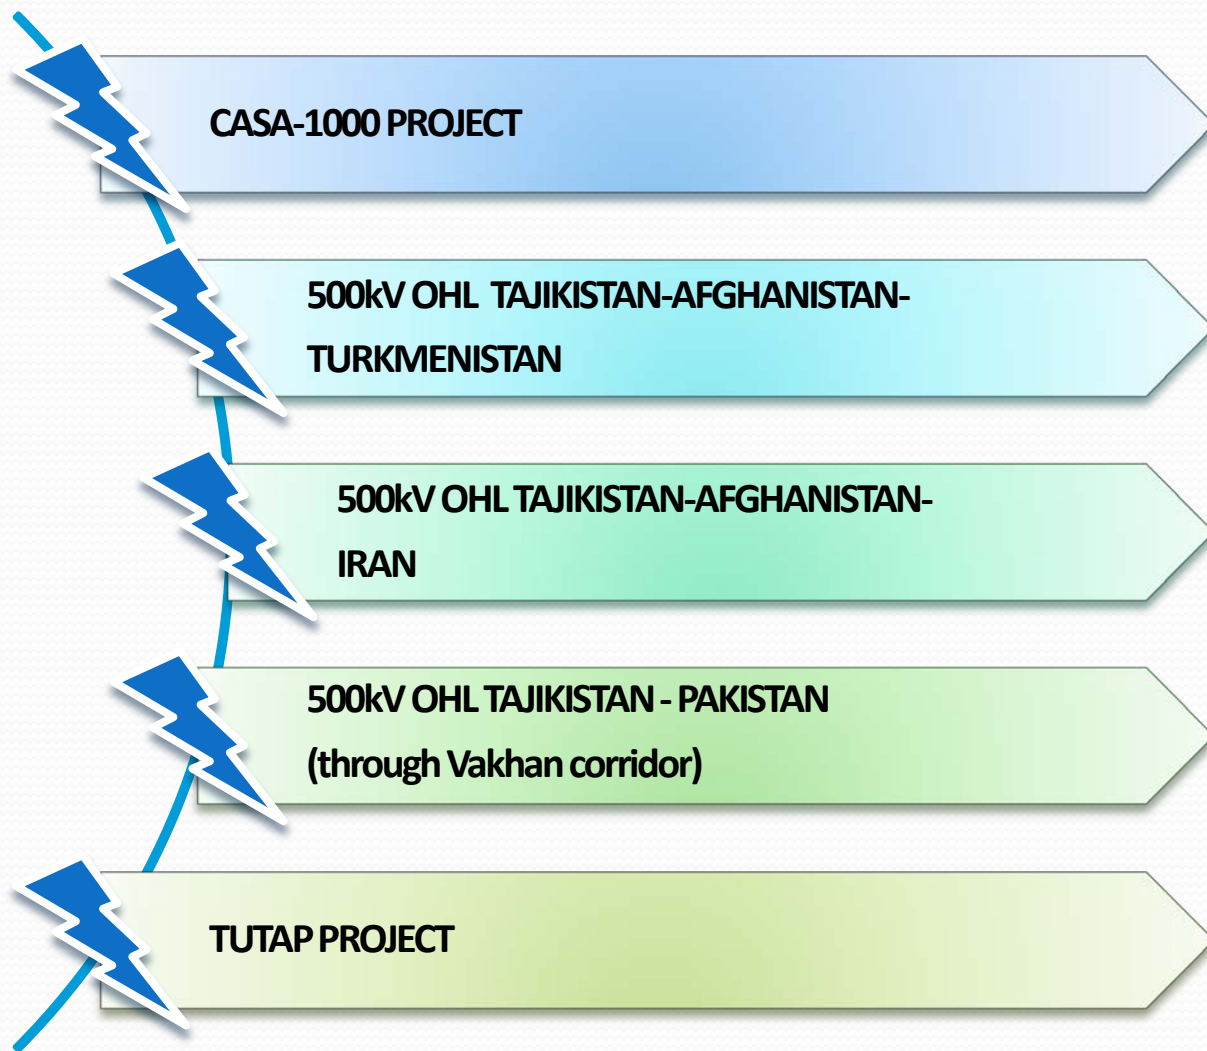 CASA-1000 PROJECT
500kV OHL TAJIKISTAN-AFGHANISTAN-
TURKMENISTAN
500kV OHL TAJIKISTAN-AFGHANISTAN-
IRAN
500kV OHL TAJIKISTAN - PAKISTAN
(through Vakhan corridor)
TUTAP PROJECT